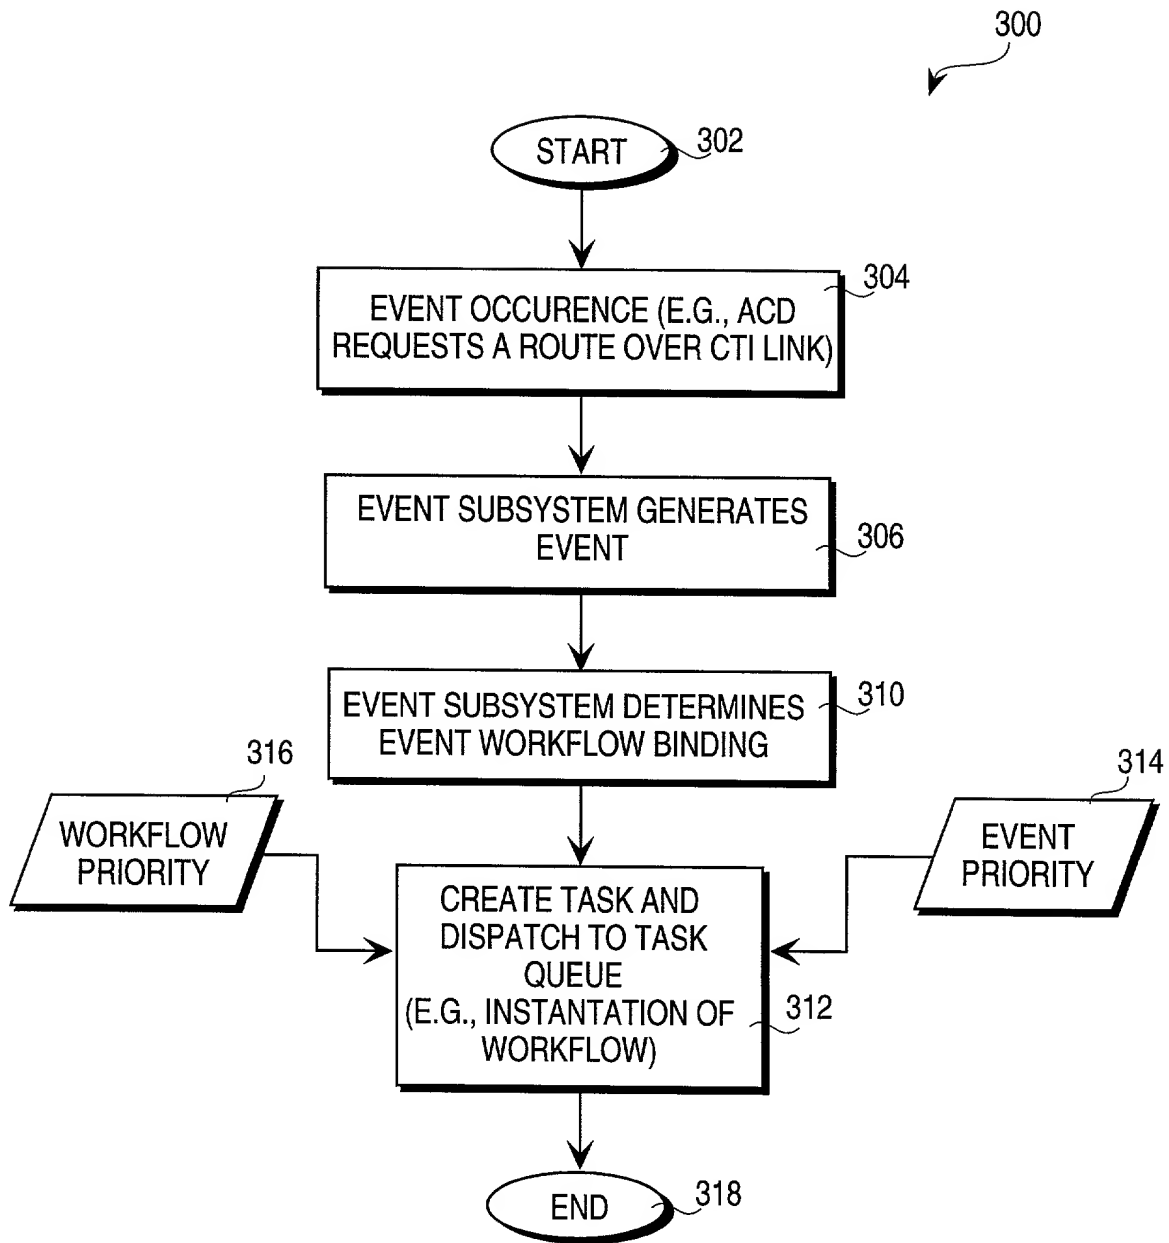 300
START
302
EVENT OCCURENCE (E.G., ACD
REQUESTS A ROUTE OVER CTI LINK)
304
EVENT SUBSYSTEM GENERATES
EVENT
306
EVENT SUBSYSTEM DETERMINES
EVENT WORKFLOW BINDING
310
316
WORKFLOW
PRIORITY
314
EVENT
PRIORITY
CREATE TASK AND
DISPATCH TO TASK
QUEUE
(E.G., INSTANTATION OF
WORKFLOW)
312
END
318